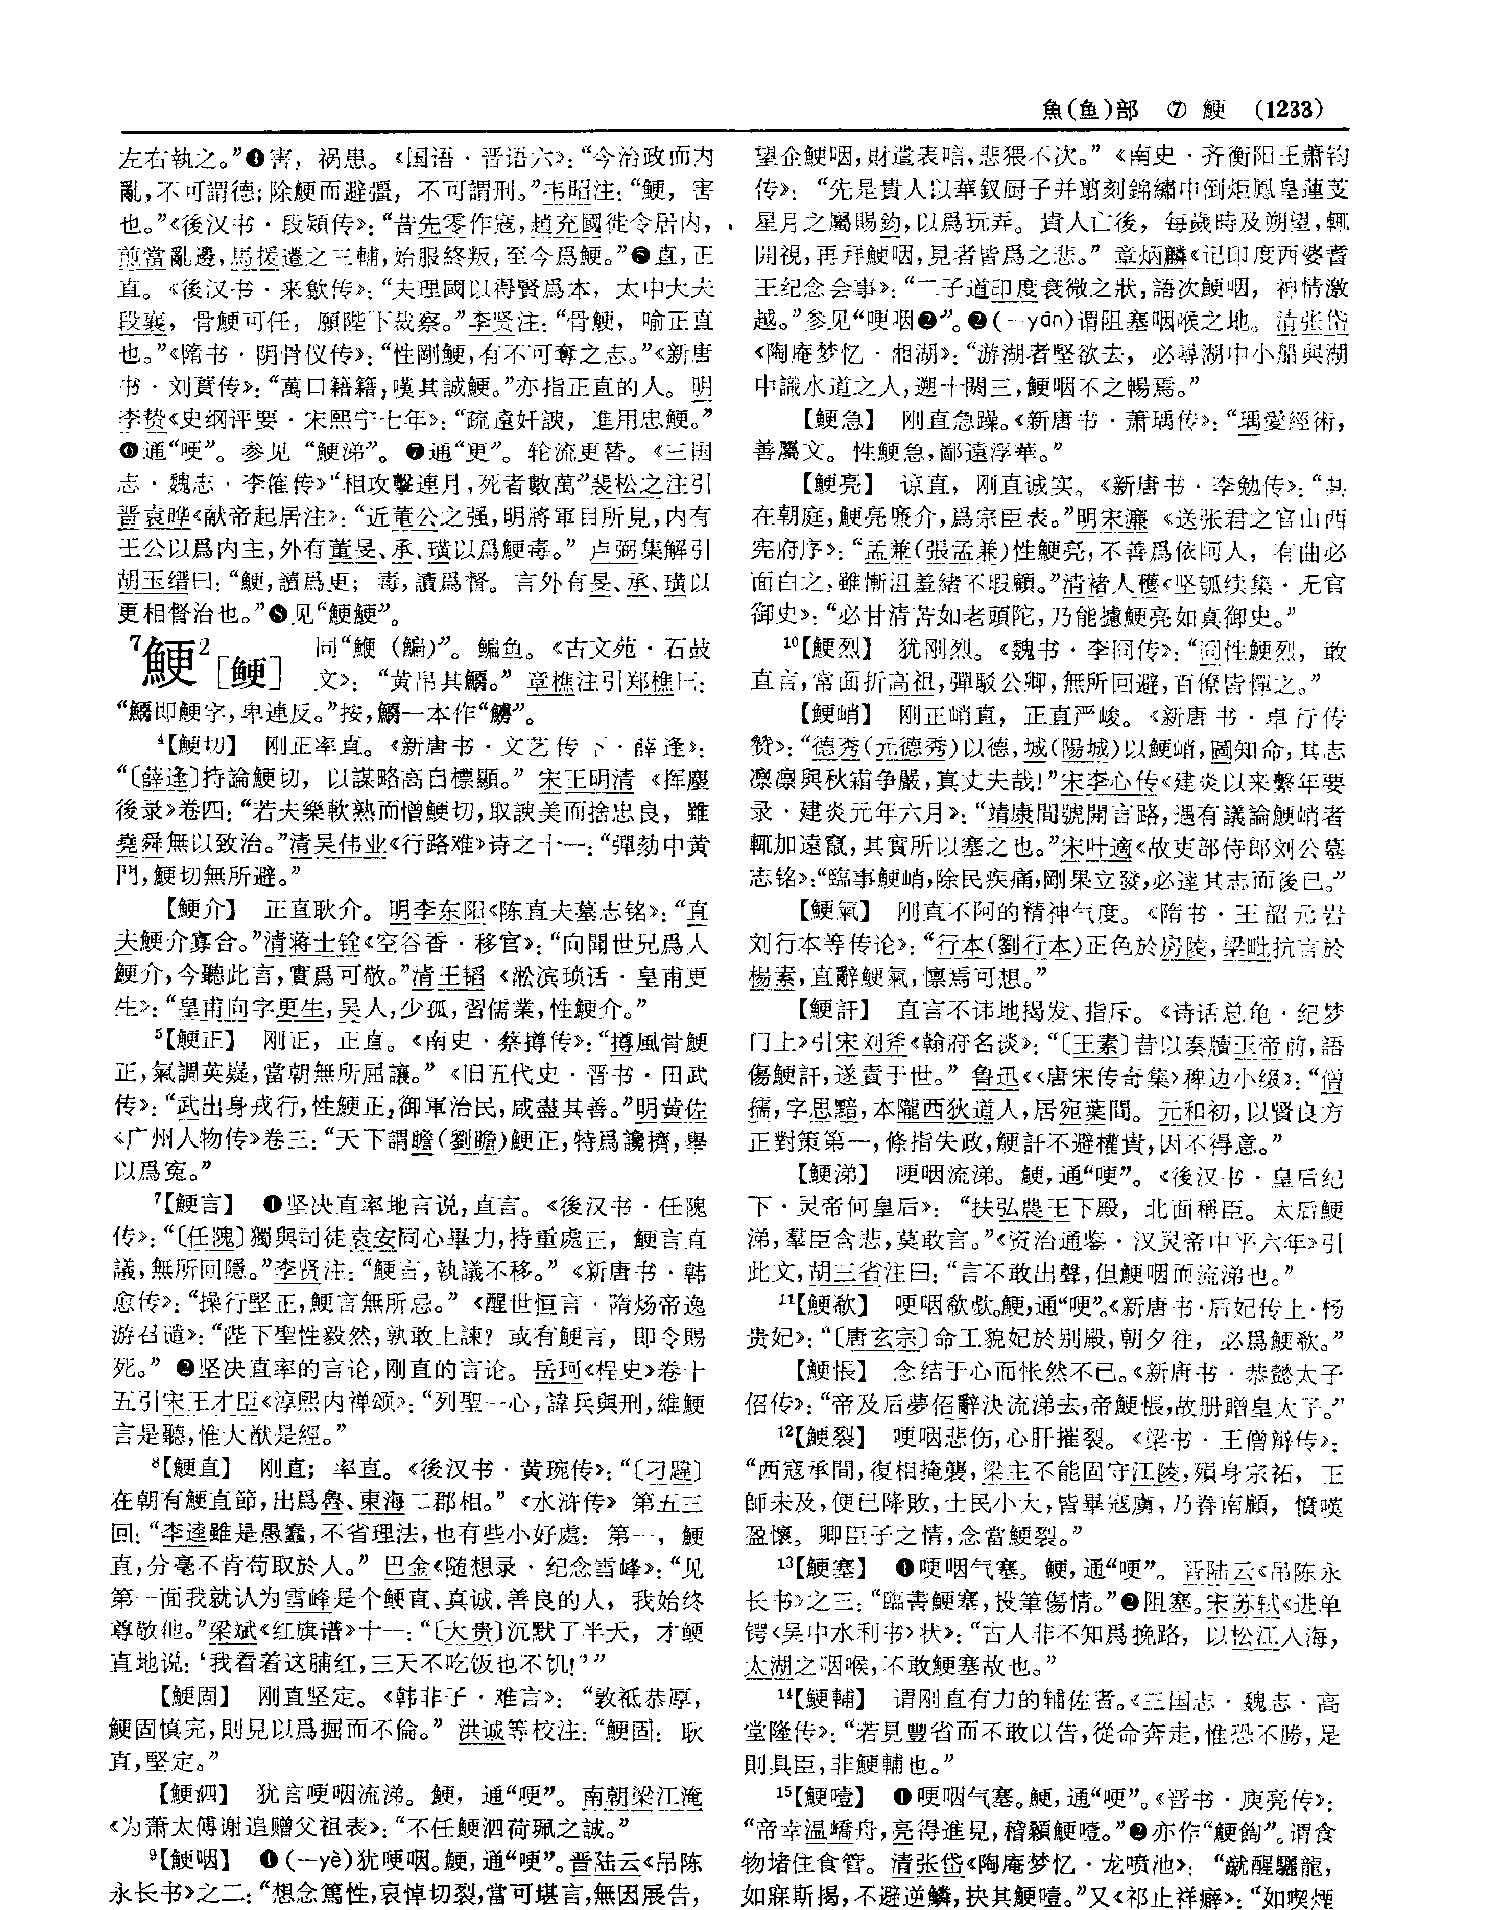 魚(鱼)部 ⑦ 鯁 (1233)
左右執之。”❹害，祸患。《国语·晋语六》：“今治政而内
亂，不可謂德；除鯁而避彊，不可謂刑。”韦昭注：“鯁，害
也。”《後汉书·段颎传》：“昔先零作寇，趙充國徙令居内，
煎當亂邊，馬援遷之三輔，始服終叛，至今爲鯁。”❺直，正
直。《後汉书·来歙传》：“夫理國以得賢爲本，太中大夫
段襄，骨鯁可任，願陛下裁察。”李贤注：“骨鯁，喻正直
也。”《隋书·阴骨仪传》：“性剛鯁，有不可奪之志。”《新唐
书·刘蕡传》：“萬口籍籍，嘆其誠鯁。”亦指正直的人。明
李贽《史纲评要·宋熙宁七年》：“疏遠奸諛，進用忠鯁。”
❻通“哽”。参见“鯁涕”。❼通“更”。轮流更替。《三国
志·魏志·李傕传》“相攻擊連月，死者數萬”裴松之注引
晋袁晔《献帝起居注》：“近董公之强，明將軍目所見，内有
王公以爲内主，外有董旻、承、璜以爲鯁毒。”卢弼集解引
胡玉缙曰：“鯁，讀爲更；毒，讀爲督。言外有旻、承、璜以
更相督治也。”❽见“鯁鯁”。
⁷鯁²［鲠］ 同“鯾（鳊）”。鳊鱼。《古文苑·石鼓
文》：“黄帛其鯿。”章樵注引郑樵曰：
“鯿即鯁字，卑連反。”按，鯿一本作“鰟”。
⁴【鯁切】 刚正率直。《新唐书·文艺传下·薛逢》：
“〔薛逢〕持論鯁切，以謀略高自標顯。”宋王明清《挥麈
後录》卷四：“若夫樂軟熟而憎鯁切，取諛美而捨忠良，雖
堯舜無以致治。”清吴伟业《行路难》诗之十一：“彈劾中黄
門，鯁切無所避。”
【鯁介】 正直耿介。明李东阳《陈直夫墓志铭》：“直
夫鯁介寡合。”清蒋士铨《空谷香·移官》：“向聞世兄爲人
鯁介，今聽此言，實爲可敬。”清王韬《淞滨琐话·皇甫更
生》：“皇甫向字更生，吴人，少孤，習儒業，性鯁介。”
⁵【鯁正】 刚正，正直。《南史·蔡撙传》：“撙風骨鯁
正，氣調英嶷，當朝無所屈讓。”《旧五代史·晋书·田武
传》：“武出身戎行，性鯁正，御軍治民，咸盡其善。”明黄佐
《广州人物传》卷三：“天下謂瞻（劉瞻）鯁正，特爲讒擠，舉
以爲冤。”
⁷【鯁言】 ❶坚决直率地言说，直言。《後汉书·任隗
传》：“〔任隗〕獨與司徒袁安同心畢力，持重處正，鯁言直
議，無所回隱。”李贤注：“鯁言，執議不移。”《新唐书·韩
愈传》：“操行堅正，鯁言無所忌。”《醒世恒言·隋炀帝逸
游召谴》：“陛下聖性毅然，孰敢上諫？或有鯁言，即令賜
死。”❷坚决直率的言论，刚直的言论。岳珂《桯史》卷十
五引宋王才臣《淳熙内禅颂》：“列聖一心，諱兵與刑，維鯁
言是聽，惟大猷是經。”
⁸【鯁直】 刚直；率直。《後汉书·黄琬传》：“〔刁韙〕
在朝有鯁直節，出爲魯、東海二郡相。”《水浒传》第五三
回：“李逵雖是愚蠢，不省理法，也有些小好處：第一，鯁
直，分毫不肯苟取於人。”巴金《随想录·纪念雪峰》：“见
第一面我就认为雪峰是个鲠直、真诚、善良的人，我始终
尊敬他。”梁斌《红旗谱》十一：“〔大贵〕沉默了半天，才鲠
直地说：‘我看着这脯红，三天不吃饭也不饥！’”
【鯁固】 刚直坚定。《韩非子·难言》：“敦祗恭厚，
鯁固慎完，則見以爲掘而不倫。”洪诚等校注：“鯁固：耿
直，堅定。”
【鯁泗】 犹言哽咽流涕。鯁，通“哽”。南朝梁江淹
《为萧太傅谢追赠父祖表》：“不任鯁泗荷珮之誠。”
⁹【鯁咽】 ❶（—yè）犹哽咽。鯁，通“哽”。晋陆云《吊陈
永长书》之二：“想念篤性，哀悼切裂，當可堪言，無因展告，
望企鯁咽，財遣表唁，悲猥不次。”《南史·齐衡阳王萧钧
传》：“先是貴人以華釵厨子并翦刻錦繡中倒炬鳳皇蓮芰
星月之屬賜鈞，以爲玩弄。貴人亡後，每歲時及朔望，輒
開視，再拜鯁咽，見者皆爲之悲。”章炳麟《记印度西婆耆
王纪念会事》：“二子道印度衰微之狀，語次鯁咽，神情激
越。”参见“哽咽❷”。❷（—yān）谓阻塞咽喉之地。清张岱
《陶庵梦忆·湘湖》：“游湖者堅欲去，必尋湖中小船與湖
中識水道之人，遡十閼三，鯁咽不之暢焉。”
【鯁急】 刚直急躁。《新唐书·萧瑀传》：“瑀愛經術，
善屬文。性鯁急，鄙遠浮華。”
【鯁亮】 谅直，刚直诚实。《新唐书·李勉传》：“其
在朝庭，鯁亮廉介，爲宗臣表。”明宋濂《送张君之官山西
宪府序》：“孟兼（張孟兼）性鯁亮，不善爲依阿人，有曲必
面白之，雖慚沮羞縮不暇顧。”清褚人穫《坚瓠续集·无官
御史》：“必甘清苦如老頭陀，乃能攄鯁亮如真御史。”
¹⁰【鯁烈】 犹刚烈。《魏书·李冏传》：“冏性鯁烈，敢
直言，常面折高祖，彈駁公卿，無所回避，百僚皆憚之。”
【鯁峭】 刚正峭直，正直严峻。《新唐书·卓行传
赞》：“德秀（元德秀）以德，城（陽城）以鯁峭，圖知命，其志
凛凛與秋霜争嚴，真丈夫哉！”宋李心传《建炎以来繫年要
录·建炎元年六月》：“靖康間號開言路，遇有議論鯁峭者
輒加遠竄，其實所以塞之也。”宋叶適《故吏部侍郎刘公墓
志铭》：“臨事鯁峭，除民疾痛，剛果立發，必達其志而後已。”
【鯁氣】 刚直不阿的精神气度。《隋书·王韶元岩
刘行本等传论》：“行本（劉行本）正色於房陵，梁毗抗言於
楊素，直辭鯁氣，懔焉可想。”
【鯁訐】 直言不讳地揭发、指斥。《诗话总龟·纪梦
门上》引宋刘斧《翰府名谈》：“〔王素〕昔以奏牘玉帝前，語
傷鯁訐，遂責于世。”鲁迅《〈唐宋传奇集〉稗边小缀》：“僧
孺，字思黯，本隴西狄道人，居宛葉間。元和初，以賢良方
正對策第一，條指失政，鯁訐不避權貴，因不得意。”
【鯁涕】 哽咽流涕。鯁，通“哽”。《後汉书·皇后纪
下·灵帝何皇后》：“扶弘農王下殿，北面稱臣。太后鯁
涕，羣臣含悲，莫敢言。”《资治通鉴·汉灵帝中平六年》引
此文，胡三省注曰：“言不敢出聲，但鯁咽而流涕也。”
¹¹【鯁欷】 哽咽欷歔。鯁，通“哽”。《新唐书·后妃传上·杨
贵妃》：“〔唐玄宗〕命工貌妃於别殿，朝夕往，必爲鯁欷。”
【鯁悵】 念结于心而怅然不已。《新唐书·恭懿太子
佋传》：“帝及后夢佋辭決流涕去，帝鯁悵，故册贈皇太子。”
¹²【鯁裂】 哽咽悲伤，心肝摧裂。《梁书·王僧辩传》：
“西寇承間，復相掩襲，梁主不能固守江陵，殞身宗祐，王
師未及，便已降敗，士民小大，皆畢寇虜，乃眷南顧，憤嘆
盈懷。卿臣子之情，念當鯁裂。”
¹³【鯁塞】 ❶哽咽气塞。鯁，通“哽”。晋陆云《吊陈永
长书》之三：“臨書鯁塞，投筆傷情。”❷阻塞。宋苏轼《进单
锷〈吴中水利书〉状》：“古人非不知爲挽路，以松江入海，
太湖之咽喉，不敢鯁塞故也。”
¹⁴【鯁輔】 谓刚直有力的辅佐者。《三国志·魏志·高
堂隆传》：“若見豐省而不敢以告，從命奔走，惟恐不勝，是
則具臣，非鯁輔也。”
¹⁵【鯁噎】 ❶哽咽气塞。鯁，通“哽”。《晋书·庾亮传》：
“帝幸温嶠舟，亮得進見，稽顙鯁噎。”❷亦作“鯁餉”。谓食
物堵住食管。清张岱《陶庵梦忆·龙喷池》：“蹴醒驪龍，
如寐斯揭，不避逆鱗，抉其鯁噎。”又《祁止祥癖》：“如喫煙